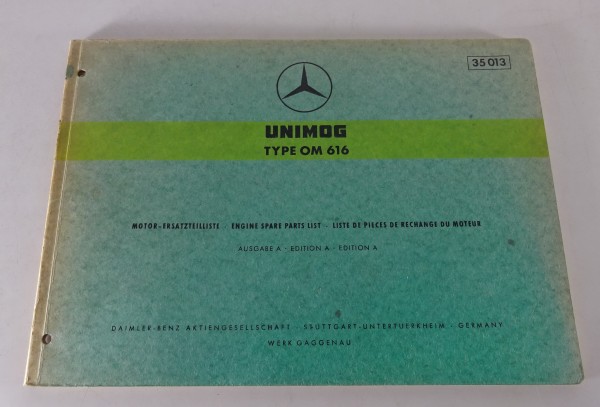 35 013
UNIMOG
TYPE OM 616
MOTOR-ERSATZTEILLISTE - ENGINE SPARE PARTS LIST - LISTE DE PIECES DE RECHANGE DU MOTEUR
AUSGABE A - EDITION A - EDITION A
DAIMLER-BENZ AKTIENGESELLSCHAFT · STUTTGART-UNTERTUERKHEIM · GERMANY
WERK GAGGENAU